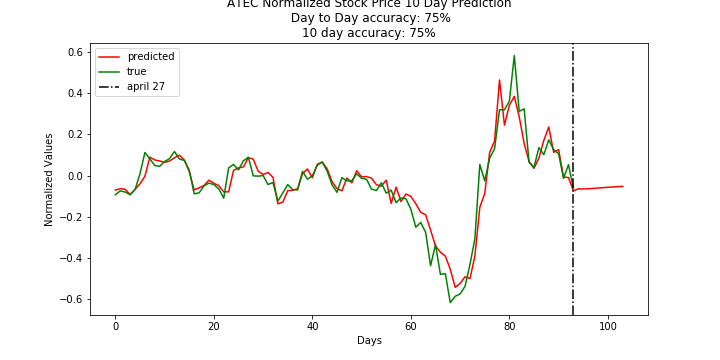 ATEC Normalized Stock Price 10 Day Prediction
Day to Day accuracy: 75%
10 day accuracy: 75%
predicted
true
april 27
Normalized Values
0.6
0.4
0.2
0.0
−0.2
−0.4
−0.6
0
20
40
60
80
100
Days